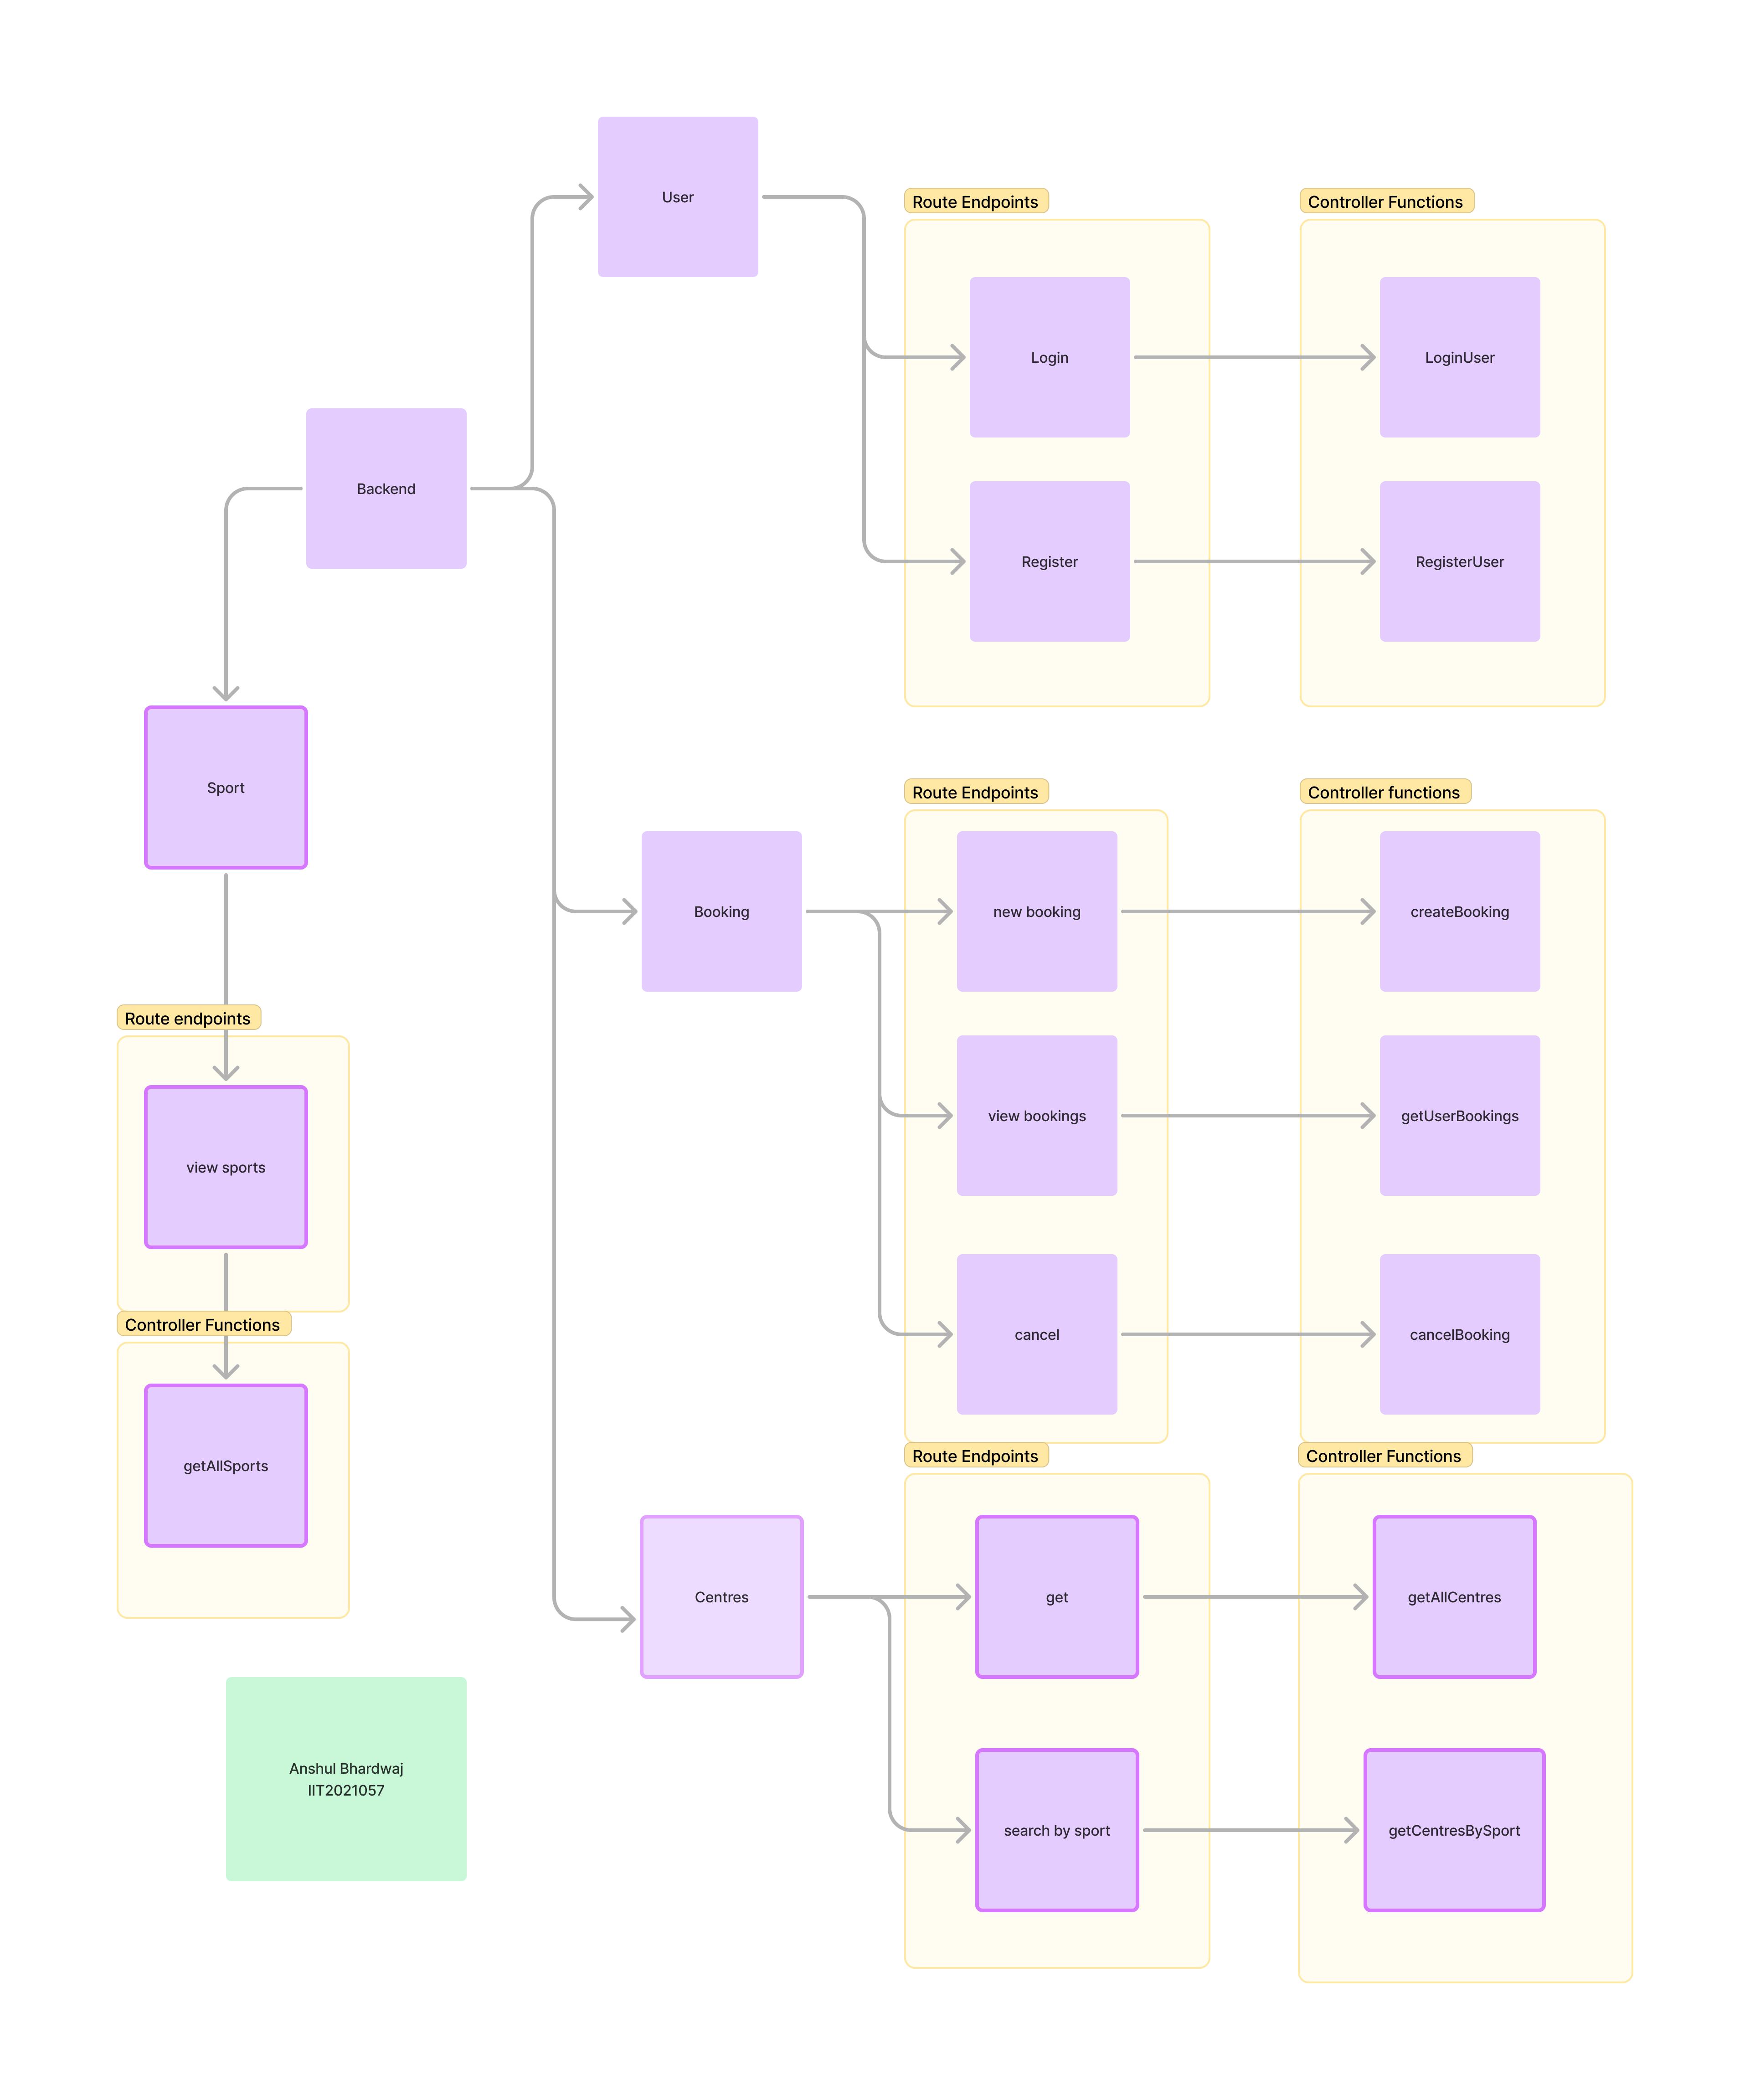 User
Route Endpoints
Controller Functions
Login
LoginUser
Backend
Register
RegisterUser
Sport
Route Endpoints
Controller functions
Booking
new booking
createBooking
Route endpoints
view bookings
getUserBookings
view sports
Controller Functions
cancel
cancelBooking
getAllSports
Route Endpoints
Controller Functions
Centres
get
getAllCentres
Anshul Bhardwaj
IIT2021057
search by sport
getCentresBySport